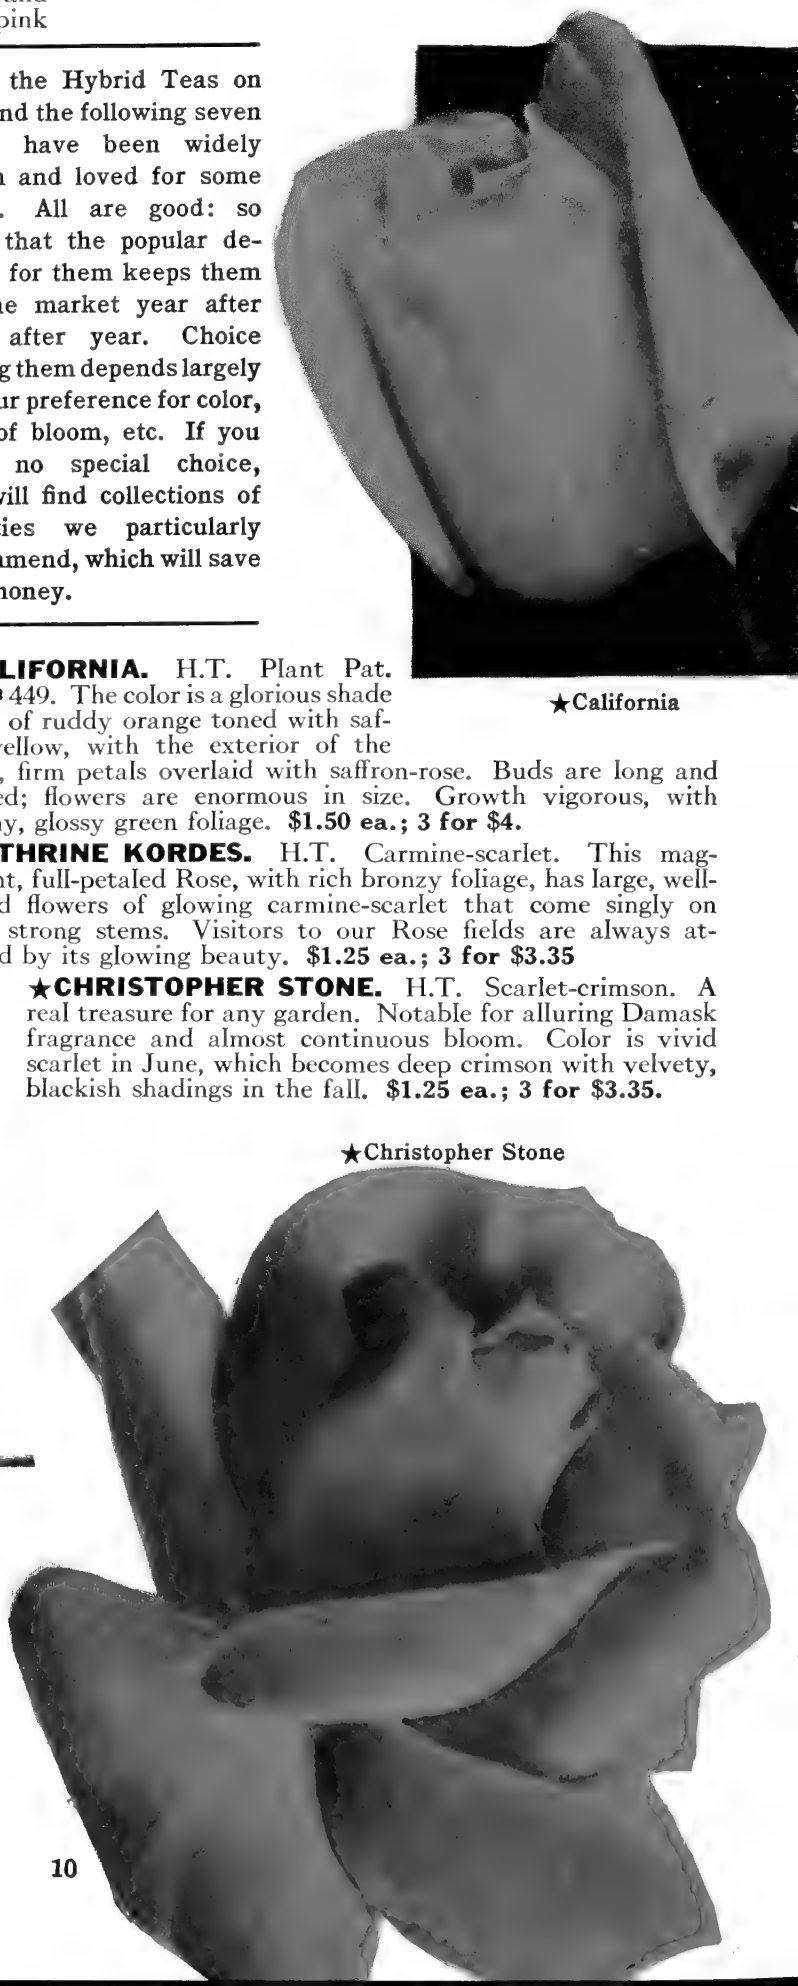 pink
the Hybrid Teas on
nd the following seven
have been widely
and loved for some
. All are good: so
that the popular de-
for them keeps them
e market year after
after year. Choice
g them depends largely
ur preference for color,
of bloom, etc. If you
no special choice,
will find collections of
ties we particularly
mmend, which will save
money.
★California
LIFORNIA. H.T. Plant Pat.
449. The color is a glorious shade
of ruddy orange toned with saf-
yellow, with the exterior of the
, firm petals overlaid with saffron-rose. Buds are long and
ed; flowers are enormous in size. Growth vigorous, with
y, glossy green foliage. $1.50 ea.; 3 for $4.
THRINE KORDES. H.T. Carmine-scarlet. This mag-
nt, full-petaled Rose, with rich bronzy foliage, has large, well-
d flowers of glowing carmine-scarlet that come singly on
strong stems. Visitors to our Rose fields are always at-
d by its glowing beauty. $1.25 ea.; 3 for $3.35
★CHRISTOPHER STONE. H.T. Scarlet-crimson. A
real treasure for any garden. Notable for alluring Damask
fragrance and almost continuous bloom. Color is vivid
scarlet in June, which becomes deep crimson with velvety,
blackish shadings in the fall. $1.25 ea.; 3 for $3.35.
★Christopher Stone
10